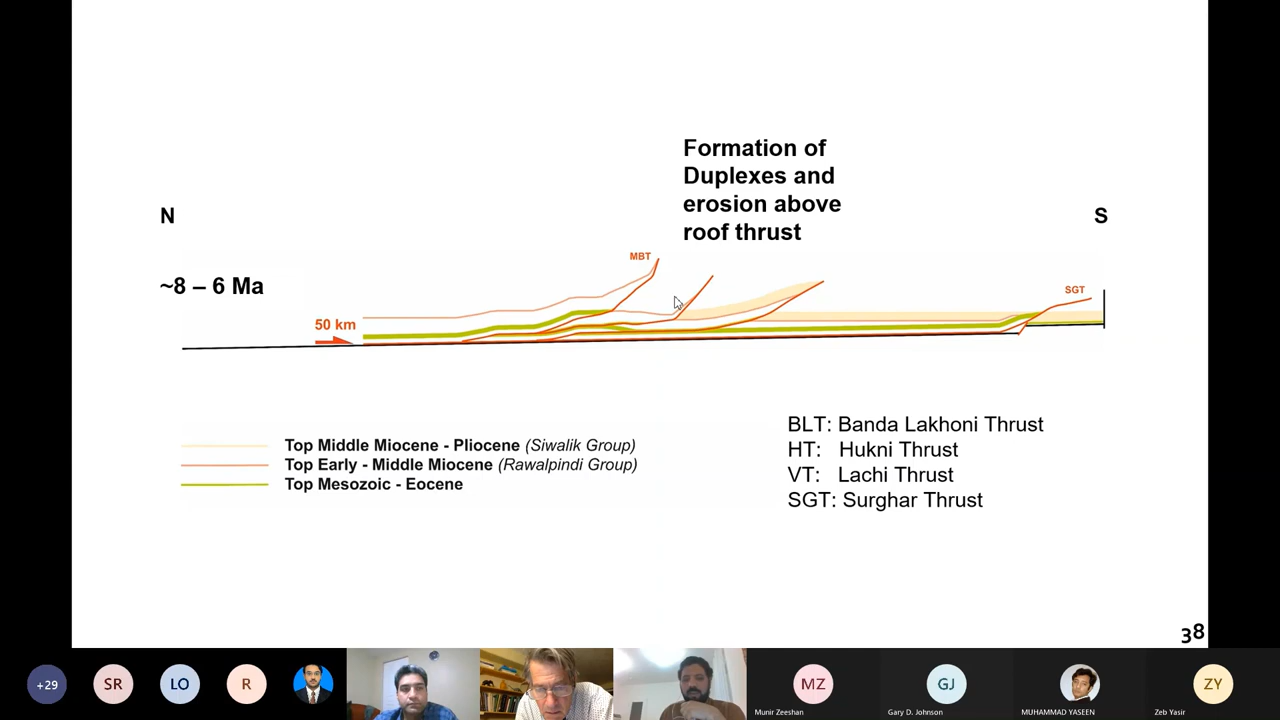 Formation of
Duplexes and
erosion above
roof thrust
N
S
MBT
~8 – 6 Ma
SGT
50 km
Top Middle Miocene - Pliocene (Siwalik Group)
Top Early - Middle Miocene (Rawalpindi Group)
Top Mesozoic - Eocene
BLT: Banda Lakhoni Thrust
HT: Hukni Thrust
VT: Lachi Thrust
SGT: Surghar Thrust
38
+29
SR
LO
R
MZ
GJ
ZY
Munir Zeeshan
Gary D. Johnson
MUHAMMAD YASEEN
Zeb Yasir